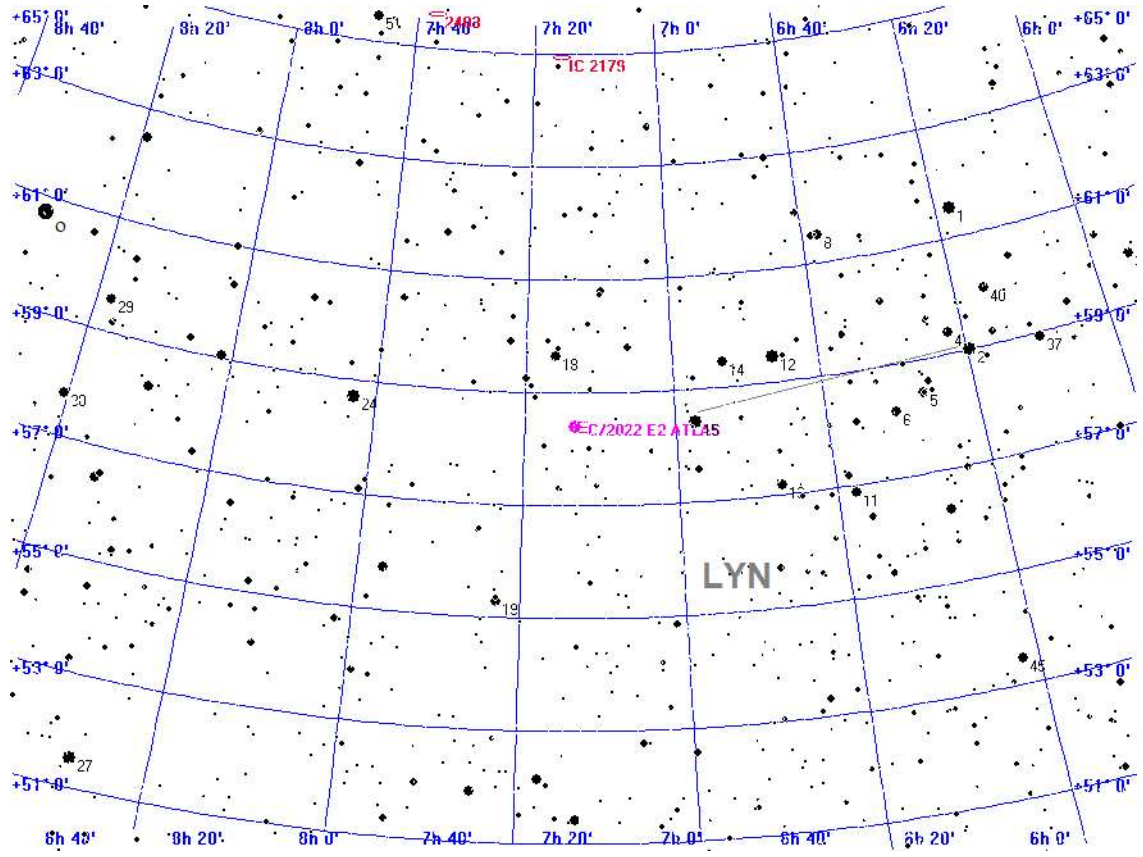 +65° 0' 8h 40' 8h 20' 8h 0' 51 7h 40' 2403 7h 20' 7h 0' 6h 40' 6h 20' 6h 0' +65° 0'
IC 2179
+63° 0' +63° 0'
+61° 0' +61° 0'
o 1
8
29 40
+59° 0' +59° 0'
18 14 12 4 2 37
30 24 5
6
C/2022 E2 ATLAS 15
+57° 0' +57° 0'
13 11
+55° 0' +55° 0'
LYN
19
+53° 0' 45 +53° 0'
27
+51° 0' +51° 0'
8h 40' 8h 20' 8h 0' 7h 40' 7h 20' 7h 0' 6h 40' 6h 20' 6h 0'